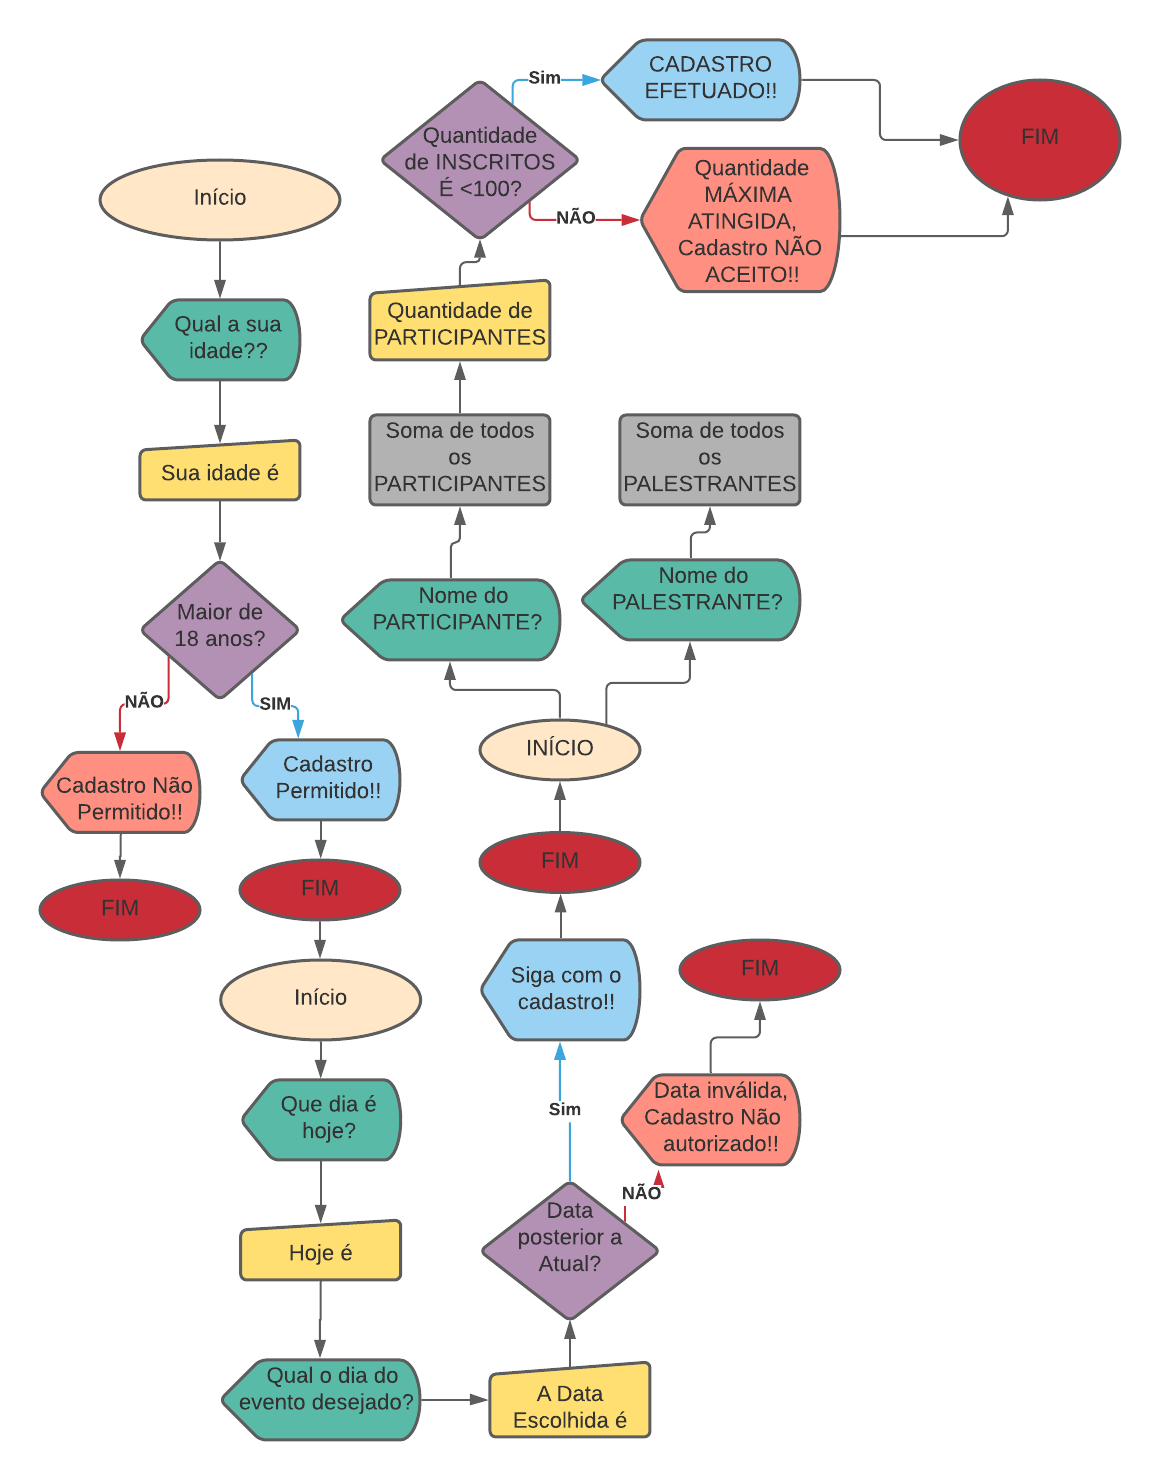 Início
Qual a sua
idade??
Sua idade é
Maior de
18 anos?
NÃO
SIM
Cadastro Não
Permitido!!
FIM
Cadastro
Permitido!!
FIM
Início
Que dia é
hoje?
Hoje é
Qual o dia do
evento desejado?
A Data
Escolhida é
Data
posterior a
Atual?
NÃO
Data inválida,
Cadastro Não
autorizado!!
FIM
Sim
Siga com o
cadastro!!
FIM
INÍCIO
Nome do
PALESTRANTE?
Soma de todos
os
PALESTRANTES
Nome do
PARTICIPANTE?
Soma de todos
os
PARTICIPANTES
Quantidade de
PARTICIPANTES
Quantidade
de INSCRITOS
É <100?
Sim
CADASTRO
EFETUADO!!
NÃO
Quantidade
MÁXIMA
ATINGIDA,
Cadastro NÃO
ACEITO!!
FIM